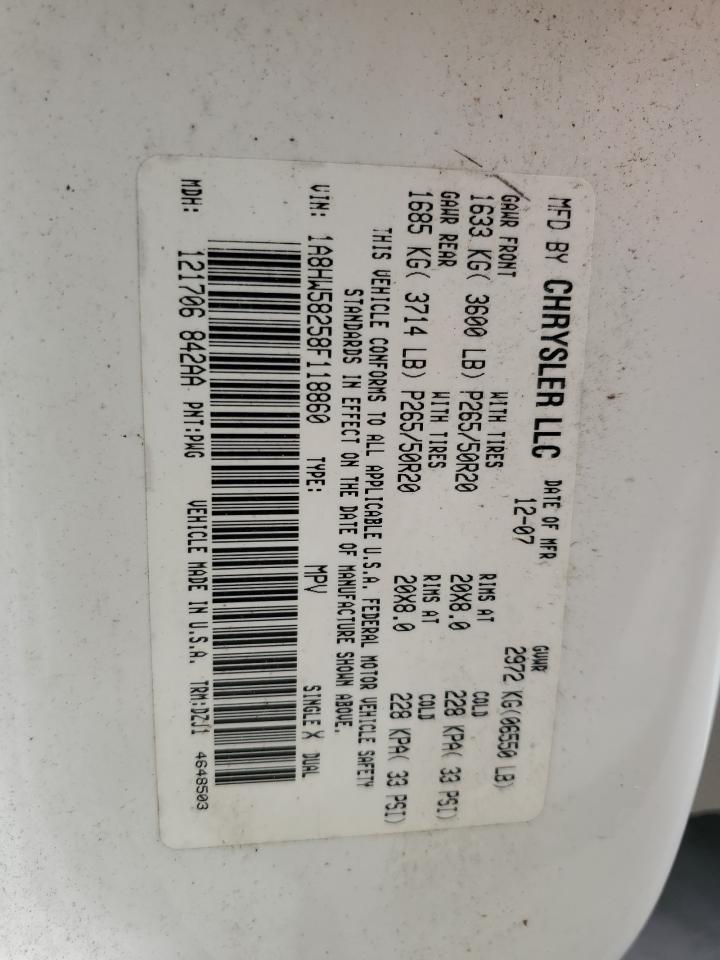 MFD BY CHRYSLER LLC DATE OF MFR GVWR
12-07 2972 KG(06550 LB)
GAWR FRONT WITH TIRES RIMS AT COLD
1633 KG( 3600 LB) P265/50R20 20X8.0 228 KPA( 33 PSI)
GAWR REAR WITH TIRES RIMS AT COLD
1685 KG( 3714 LB) P265/50R20 20X8.0 228 KPA( 33 PSI)
THIS VEHICLE CONFORMS TO ALL APPLICABLE U.S.A. FEDERAL MOTOR VEHICLE SAFETY
STANDARDS IN EFFECT ON THE DATE OF MANUFACTURE SHOWN ABOVE.
VIN: 1A8HW58258F118860 TYPE: MPV SINGLE X DUAL
MDH: 121706 842AA PNT:PWG VEHICLE MADE IN U.S.A. 4648503